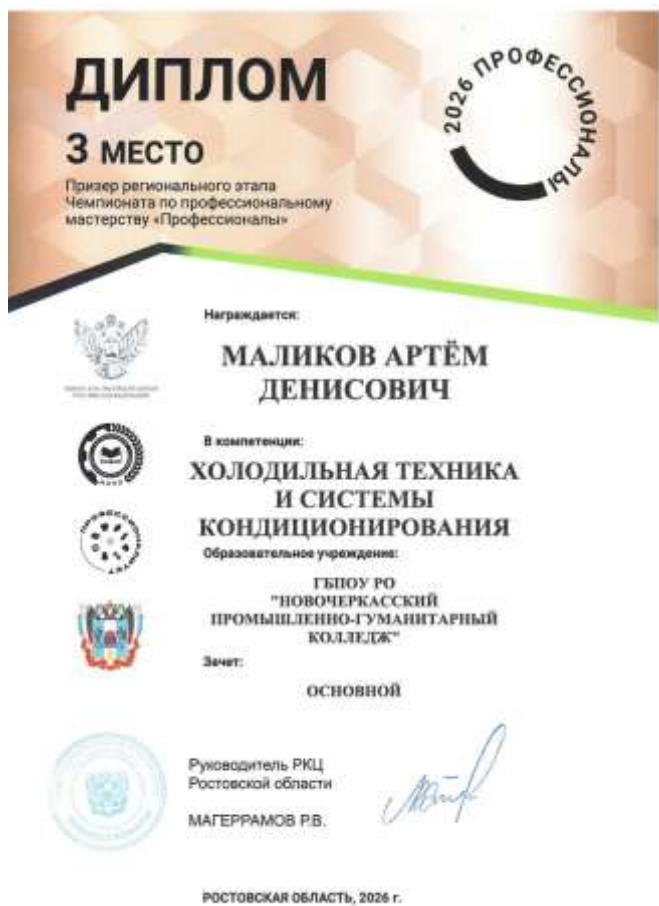 ДИПЛОМ
3 МЕСТО
Призер регионального этапа
Чемпионата по профессиональному
мастерству «Профессионалы»
2026 ПРОФЕССИОНАЛЫ
Награждается:
МАЛИКОВ АРТЁМ
ДЕНИСОВИЧ
В компетенции:
ХОЛОДИЛЬНАЯ ТЕХНИКА
И СИСТЕМЫ
КОНДИЦИОНИРОВАНИЯ
Образовательное учреждение:
ГБПОУ РО
"НОВОЧЕРКАССКИЙ
ПРОМЫШЛЕННО-ГУМАНИТАРНЫЙ
КОЛЛЕДЖ"
Зачет:
ОСНОВНОЙ
Руководитель РКЦ
Ростовской области
МАГЕРРАМОВ Р.В.
РОСТОВСКАЯ ОБЛАСТЬ, 2026 г.